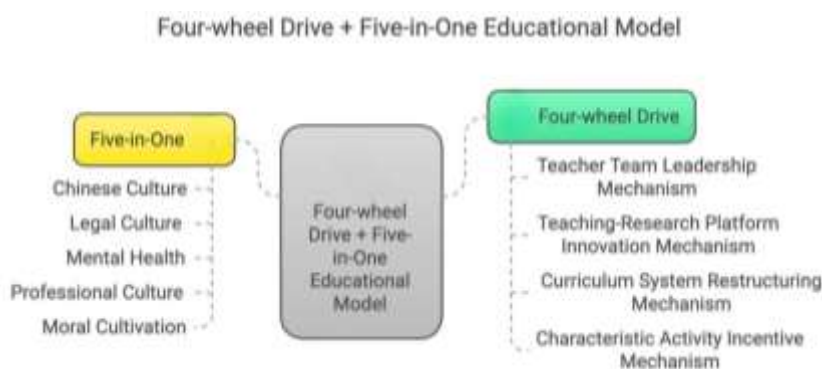 Four-wheel Drive + Five-in-One Educational Model
Five-in-One
Chinese Culture
Legal Culture
Mental Health
Professional Culture
Moral Cultivation
Four-wheel
Drive + Five-
in-One
Educational
Model
Four-wheel Drive
Teacher Team Leadership
Mechanism
Teaching-Research Platform
Innovation Mechanism
Curriculum System Restructuring
Mechanism
Characteristic Activity Incentive
Mechanism